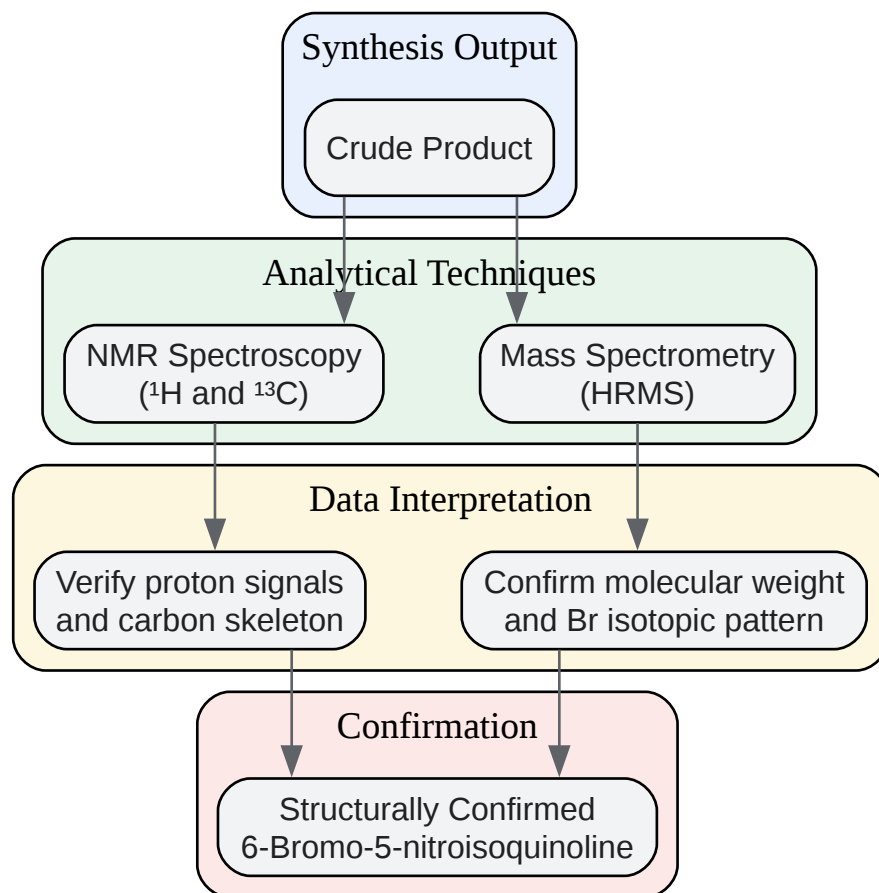 Synthesis Output
Crude Product
Analytical Techniques
NMR Spectroscopy
(¹H and ¹³C)
Mass Spectrometry
(HRMS)
Data Interpretation
Verify proton signals
and carbon skeleton
Confirm molecular weight
and Br isotopic pattern
Confirmation
Structurally Confirmed
6-Bromo-5-nitroisoquinoline